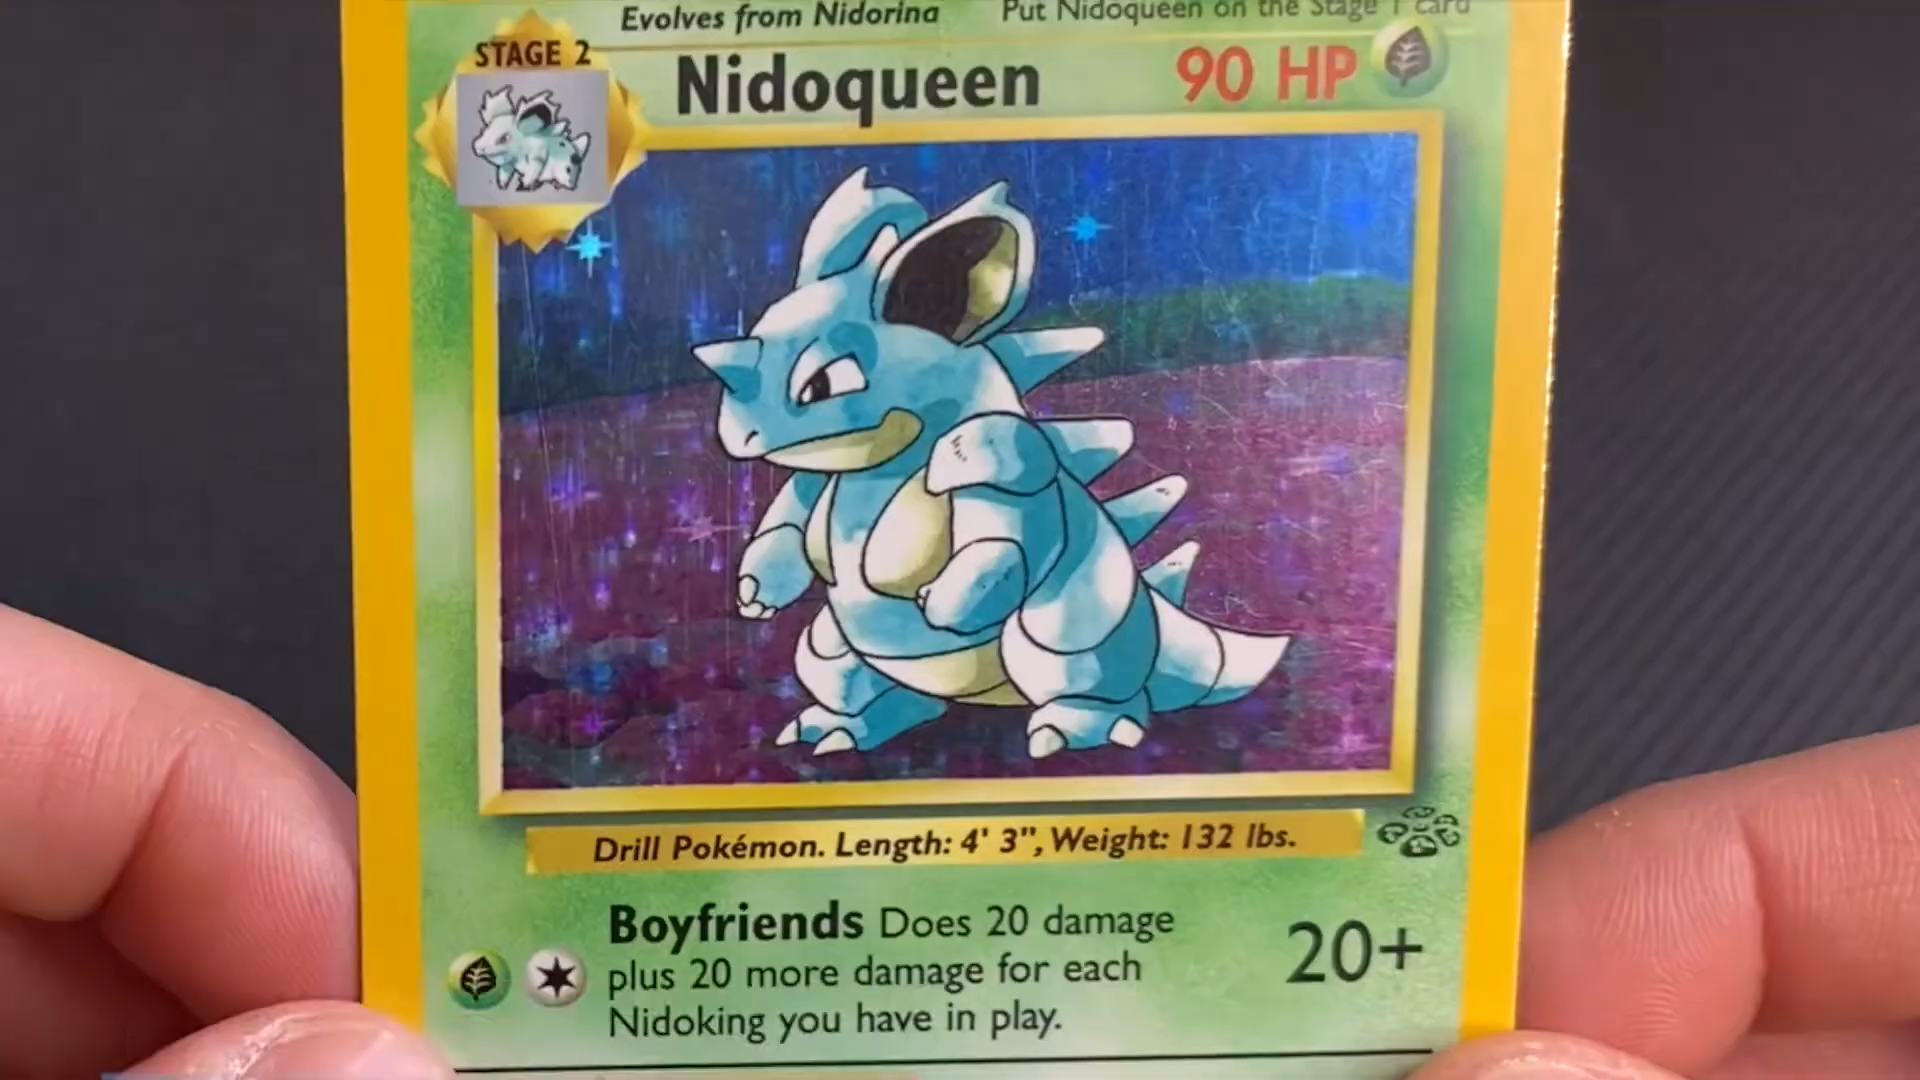 Evolves from Nidorina Put Nidoqueen on the Stage 1 card
STAGE 2
Nidoqueen 90 HP
Drill Pokémon. Length: 4' 3", Weight: 132 lbs.
Boyfriends Does 20 damage
plus 20 more damage for each
Nidoking you have in play.
20+